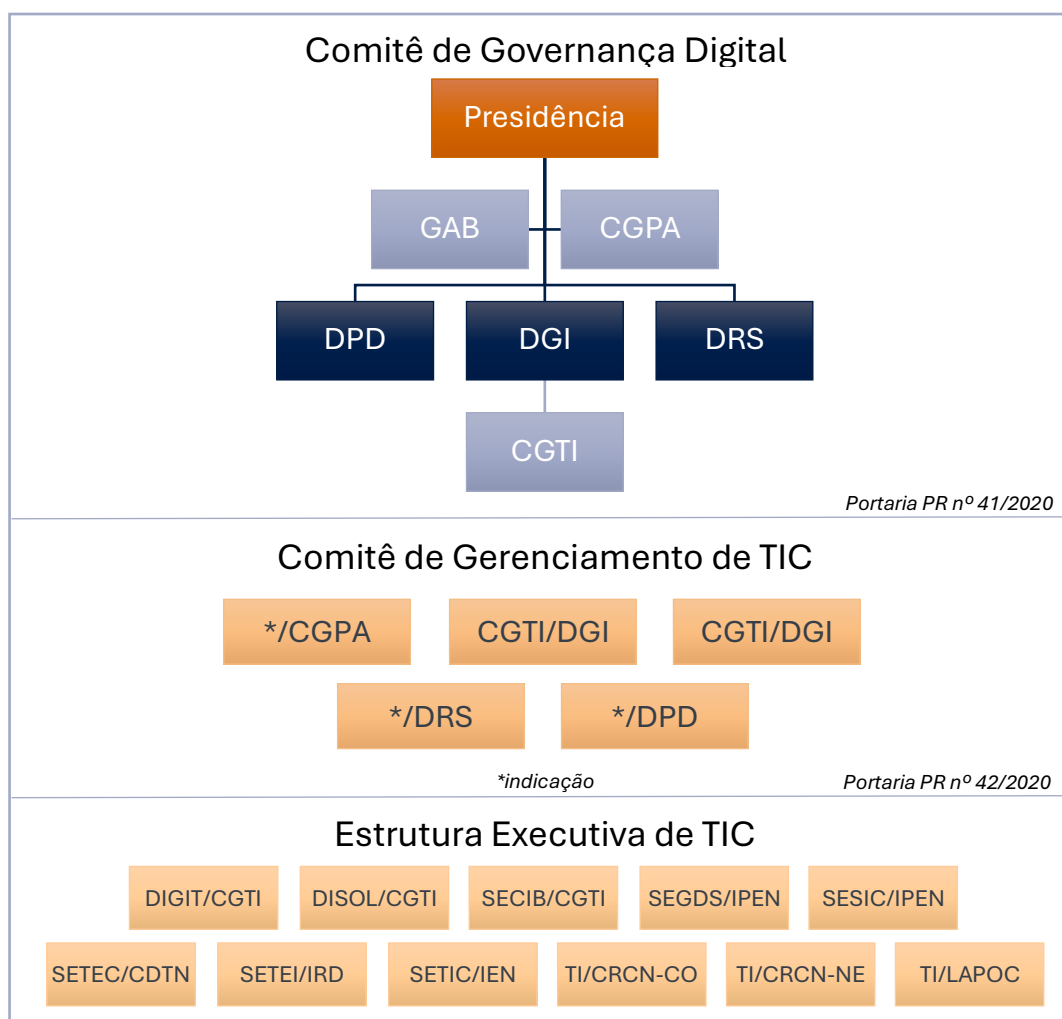 Comitê de Governança Digital
Presidência
GAB
CGPA
DPD
DGI
DRS
CGTI
Portaria PR nº 41/2020
Comitê de Gerenciamento de TIC
*/CGPA
CGTI/DGI
CGTI/DGI
*/DRS
*/DPD
*indicação
Portaria PR nº 42/2020
Estrutura Executiva de TIC
DIGIT/CGTI
DISOL/CGTI
SECIB/CGTI
SEGDS/IPEN
SESIC/IPEN
SETEC/CDTN
SETEI/IRD
SETIC/IEN
TI/CRCN-CO
TI/CRCN-NE
TI/LAPOC